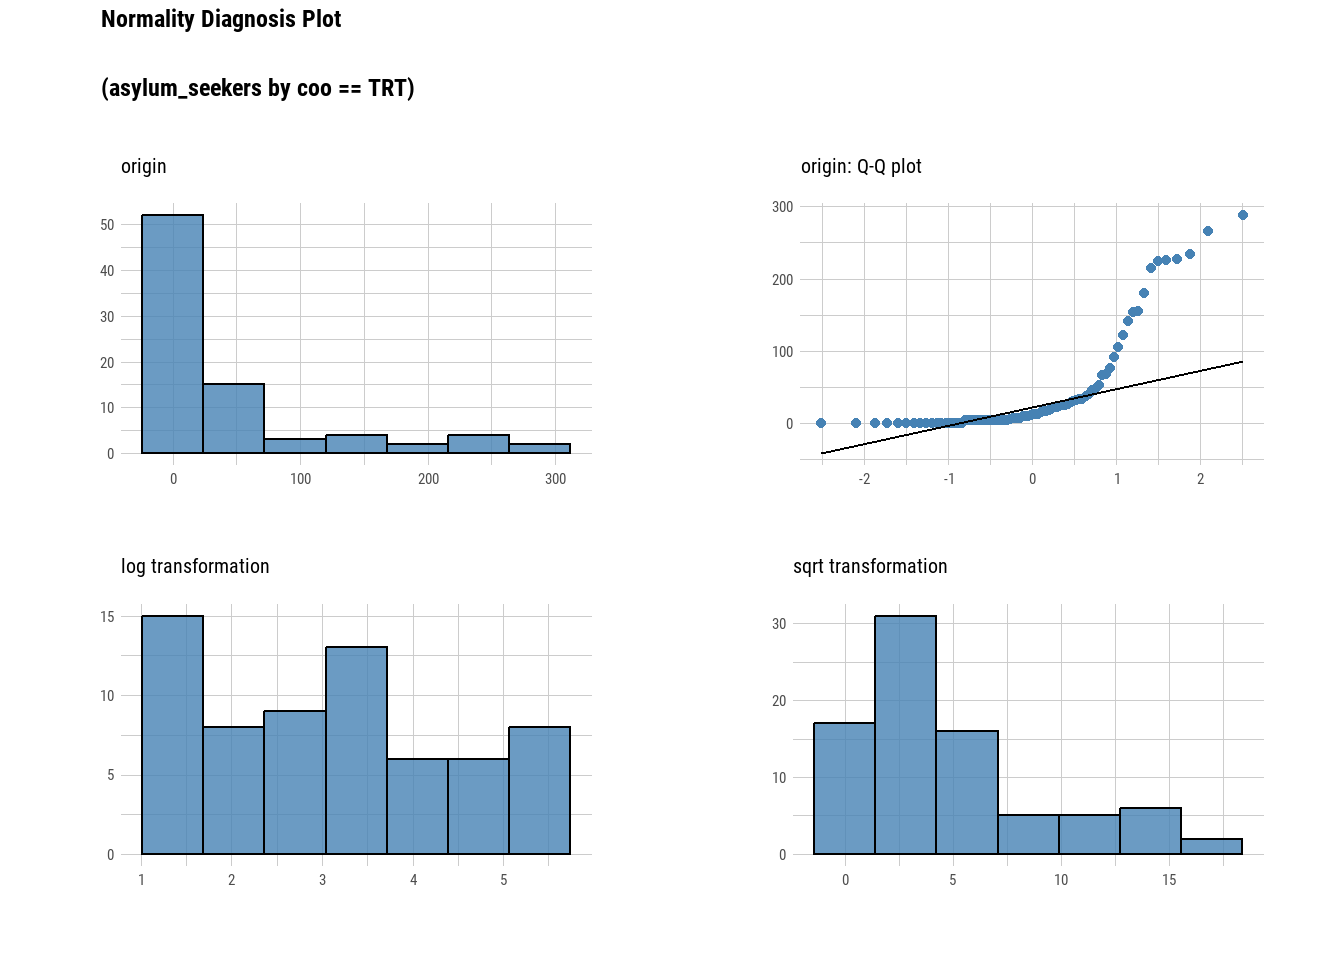 Normality Diagnosis Plot
(asylum_seekers by coo == TRT)
origin
50
40
30
20
10
0
0 100 200 300
origin: Q-Q plot
300
200
100
0
-2 -1 0 1 2
log transformation
15
10
5
0
1 2 3 4 5
sqrt transformation
30
20
10
0
0 5 10 15